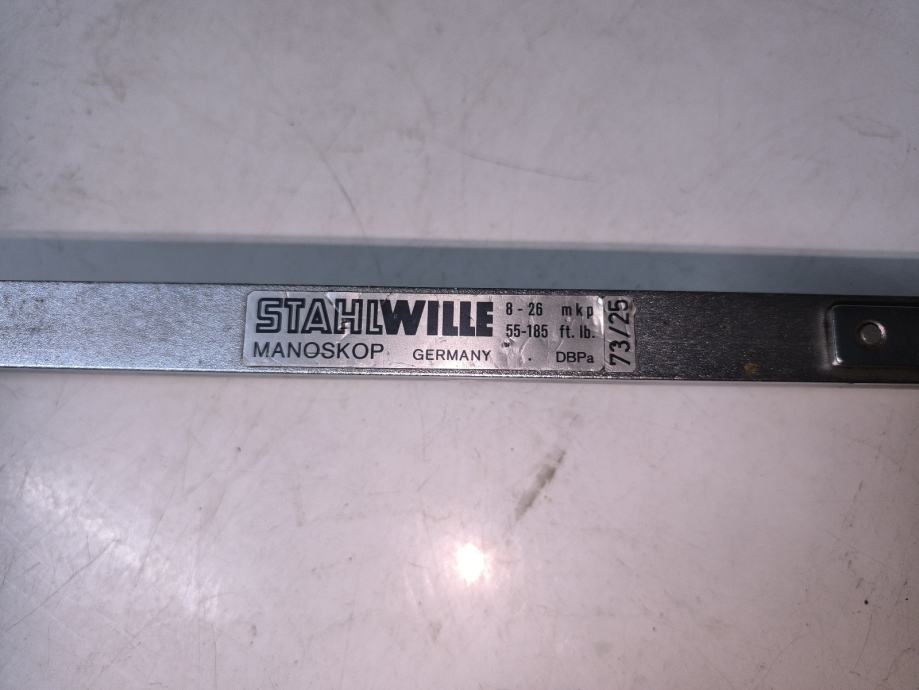 STAHLWILLE 8 - 26 mkp
55-185 ft. lb.
MANOSKOP GERMANY DBPa
73/25